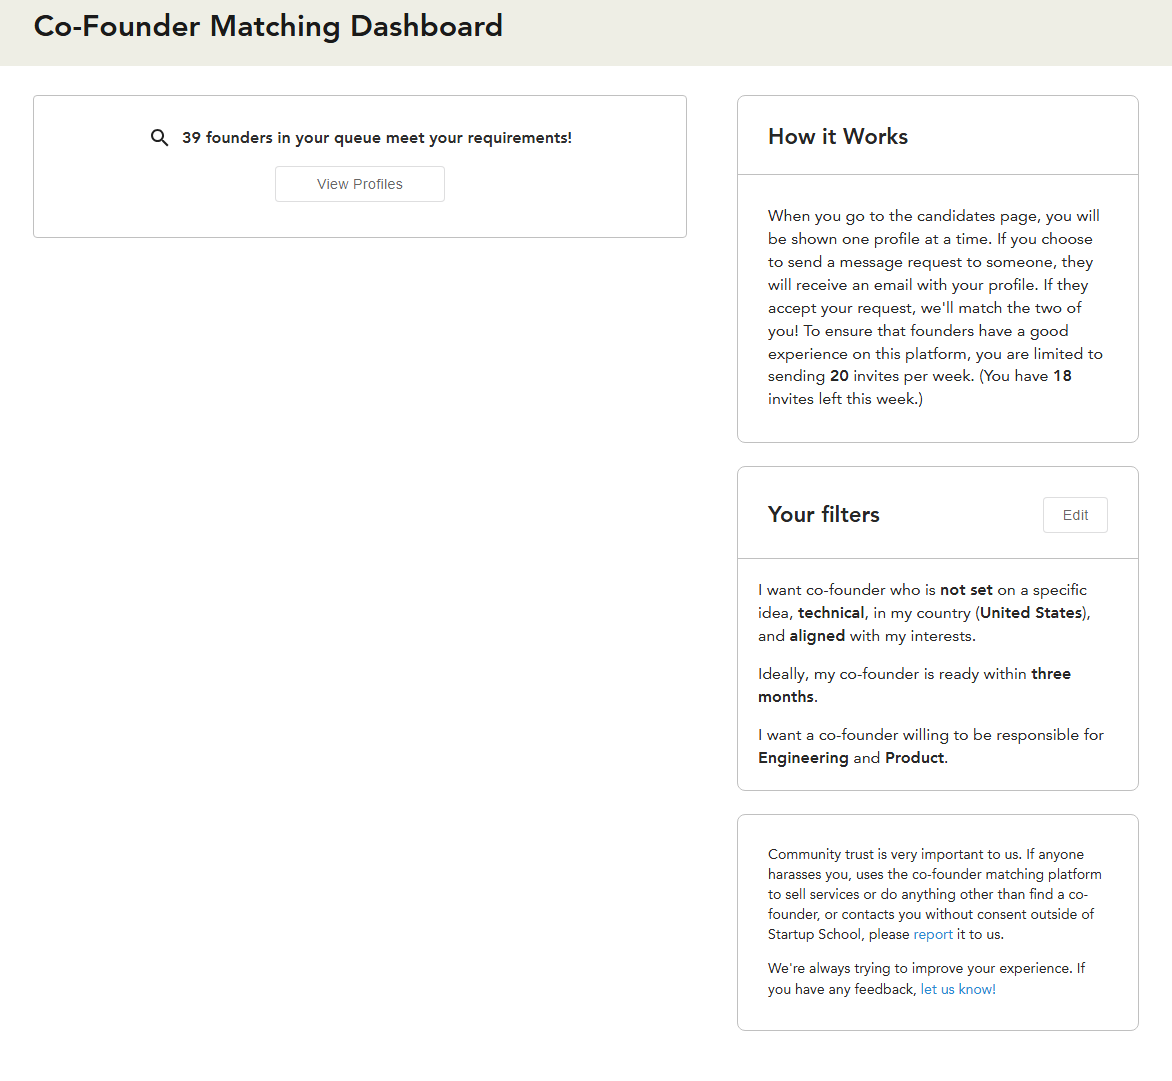 Co-Founder Matching Dashboard
39 founders in your queue meet your requirements!
View Profiles
How it Works
When you go to the candidates page, you will
be shown one profile at a time. If you choose
to send a message request to someone, they
will receive an email with your profile. If they
accept your request, we'll match the two of
you! To ensure that founders have a good
experience on this platform, you are limited to
sending 20 invites per week. (You have 18
invites left this week.)
Your filters
Edit
I want co-founder who is not set on a specific
idea, technical, in my country (United States),
and aligned with my interests.
Ideally, my co-founder is ready within three
months.
I want a co-founder willing to be responsible for
Engineering and Product.
Community trust is very important to us. If anyone
harasses you, uses the co-founder matching platform
to sell services or do anything other than find a co-
founder, or contacts you without consent outside of
Startup School, please report it to us.
We're always trying to improve your experience. If
you have any feedback, let us know!